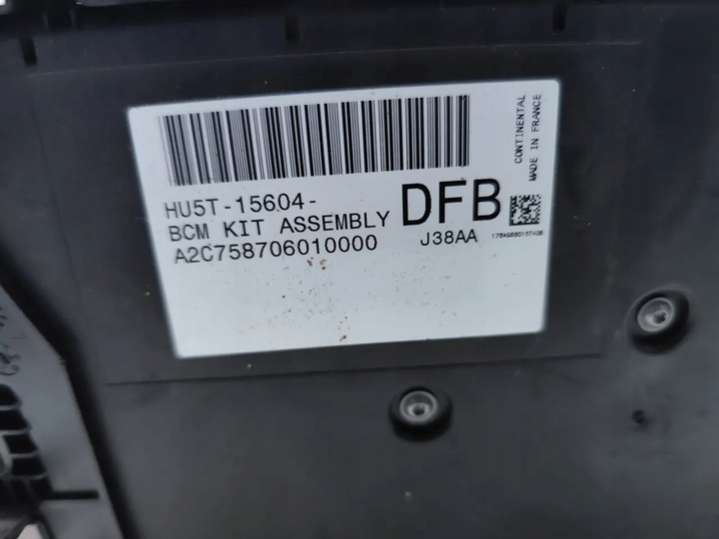 HU5T-15604-
BCM KIT ASSEMBLY
A2C758706010000
DFB
J38AA
CONTINENTAL
MADE IN FRANCE